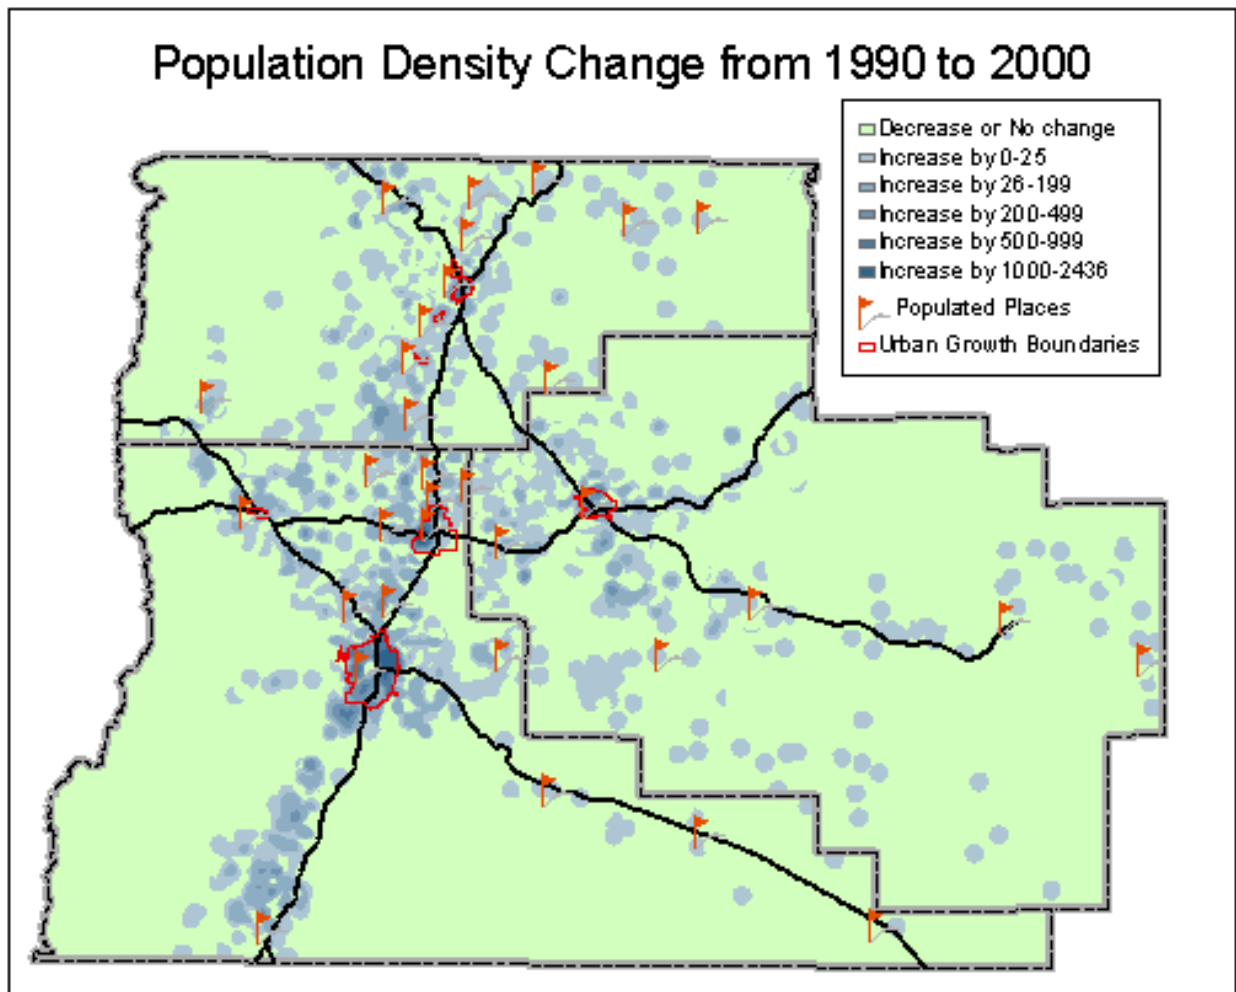 Population Density Change from 1990 to 2000
Decrease or No change
Increase by 0-25
Increase by 26-199
Increase by 200-499
Increase by 500-999
Increase by 1000-2436
Populated Places
Urban Growth Boundaries